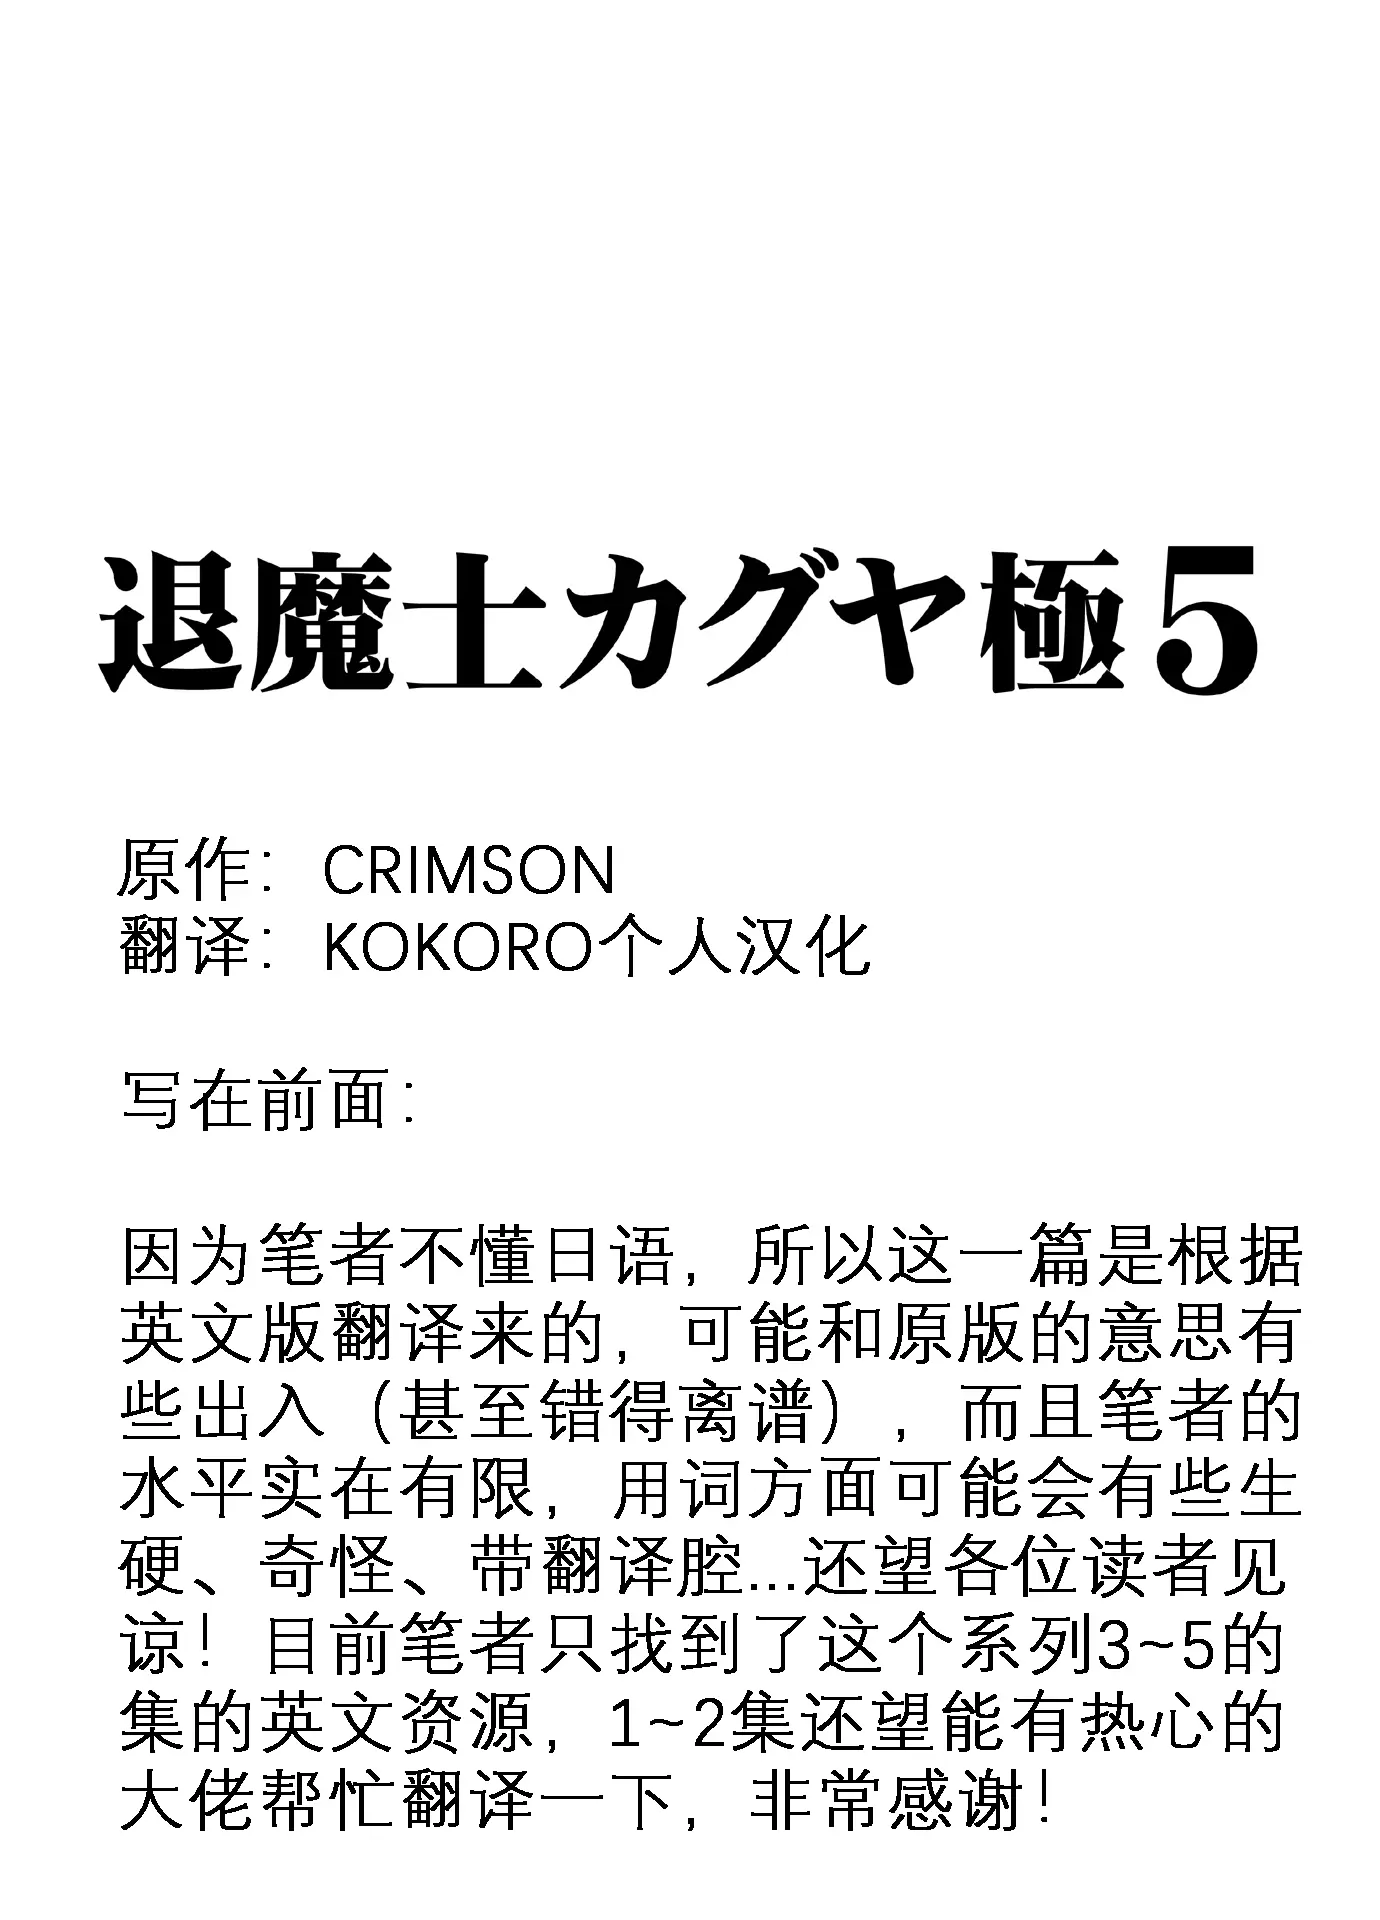 退魔士カグヤ極5
原作：CRIMSON
翻译：KOKORO个人汉化
写在前面：
因为笔者不懂日语，所以这一篇是根据
英文版翻译来的，可能和原版的意思有
些出入（甚至错得离谱），而且笔者的
水平实在有限，用词方面可能会有些生
硬、奇怪、带翻译腔...还望各位读者见
谅！目前笔者只找到了这个系列3~5的
集的英文资源，1~2集还望能有热心的
大佬帮忙翻译一下，非常感谢！